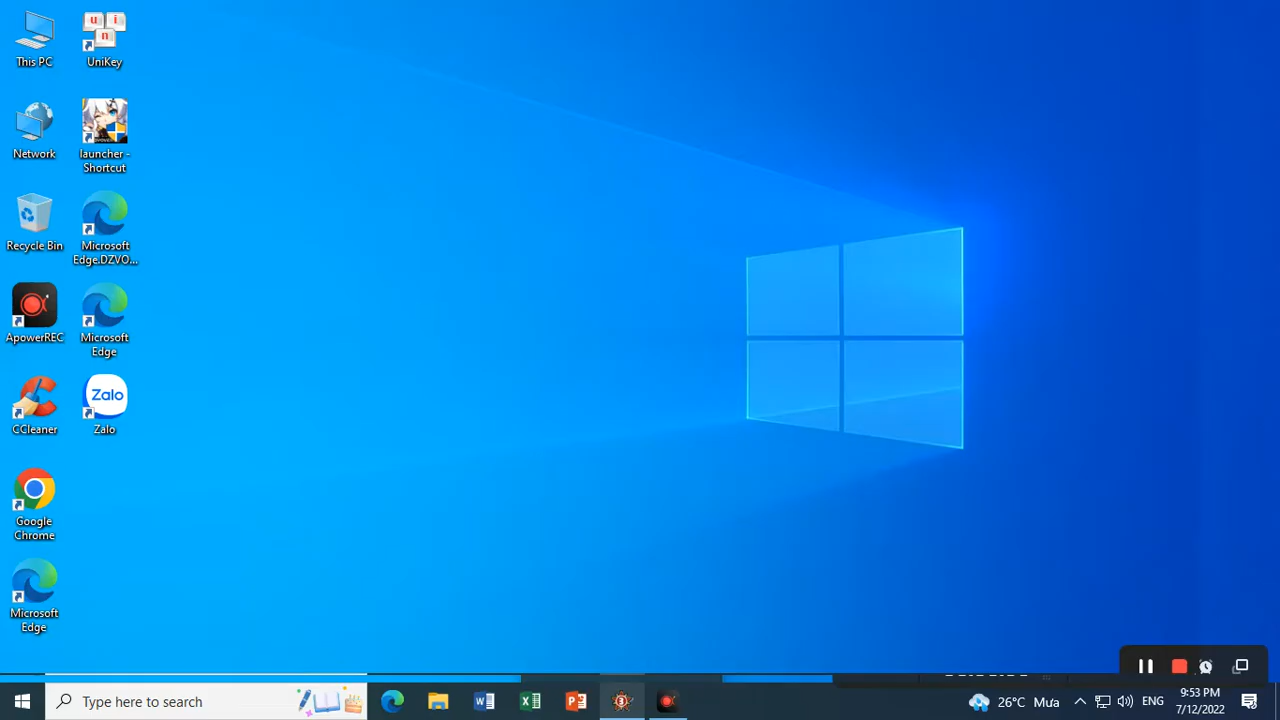 This PC
u i n
UniKey
Network
launcher -
Shortcut
Recycle Bin
Microsoft
Edge.DZVO...
ApowerREC
Microsoft
Edge
CCleaner
Zalo
Zalo
Google
Chrome
Microsoft
Edge
Type here to search
26°C Mưa
ENG
9:53 PM
7/12/2022